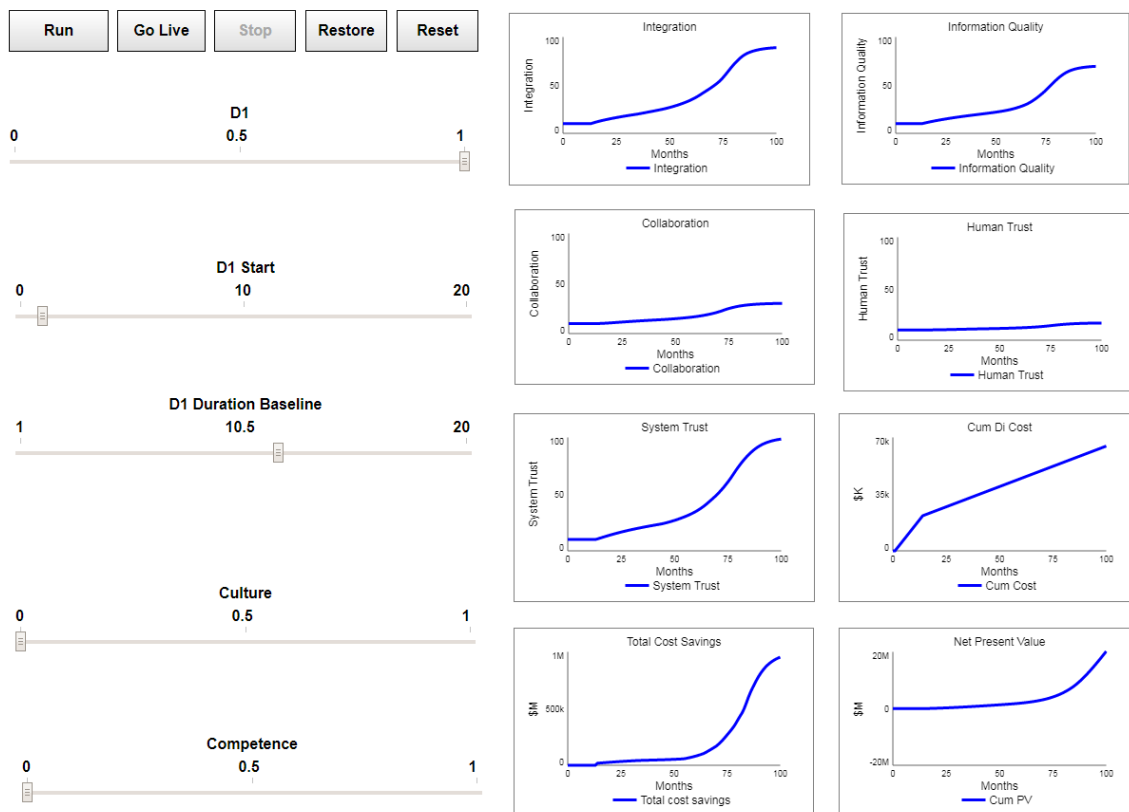 Run Go Live Stop Restore Reset
D1
0 0.5 1
D1 Start
0 10 20
D1 Duration Baseline
1 10.5 20
Culture
0 0.5 1
Competence
0 0.5 1
Integration
Integration
100
50
0
0 25 50 75 100
Months
Integration
Information Quality
Information Quality
100
50
0
0 25 50 75 100
Months
Information Quality
Collaboration
Collaboration
100
50
0
0 25 50 75 100
Months
Collaboration
Human Trust
Human Trust
100
50
0
0 25 50 75 100
Months
Human Trust
System Trust
System Trust
100
50
0
0 25 50 75 100
Months
System Trust
Cum Di Cost
$K
70k
35k
0
0 25 50 75 100
Months
Cum Cost
Total Cost Savings
$M
1M
500k
0
0 25 50 75 100
Months
Total cost savings
Net Present Value
$M
20M
0
-20M
0 25 50 75 100
Months
Cum PV